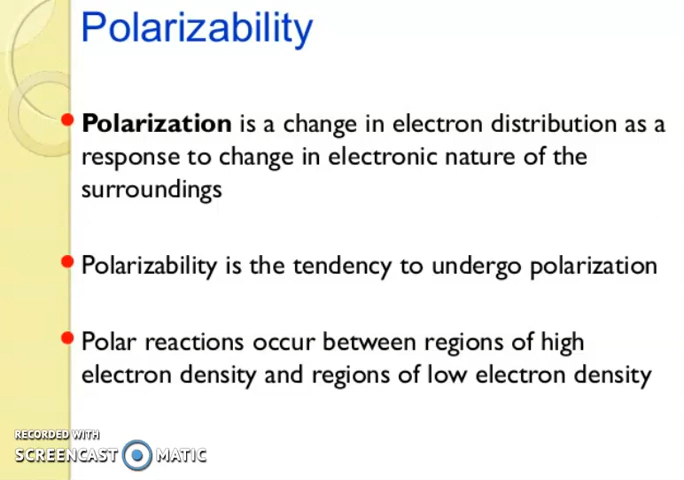 Polarizability
Polarization is a change in electron distribution as a
response to change in electronic nature of the
surroundings
Polarizability is the tendency to undergo polarization
Polar reactions occur between regions of high
electron density and regions of low electron density
RECORDED WITH
SCREENCAST MATIC